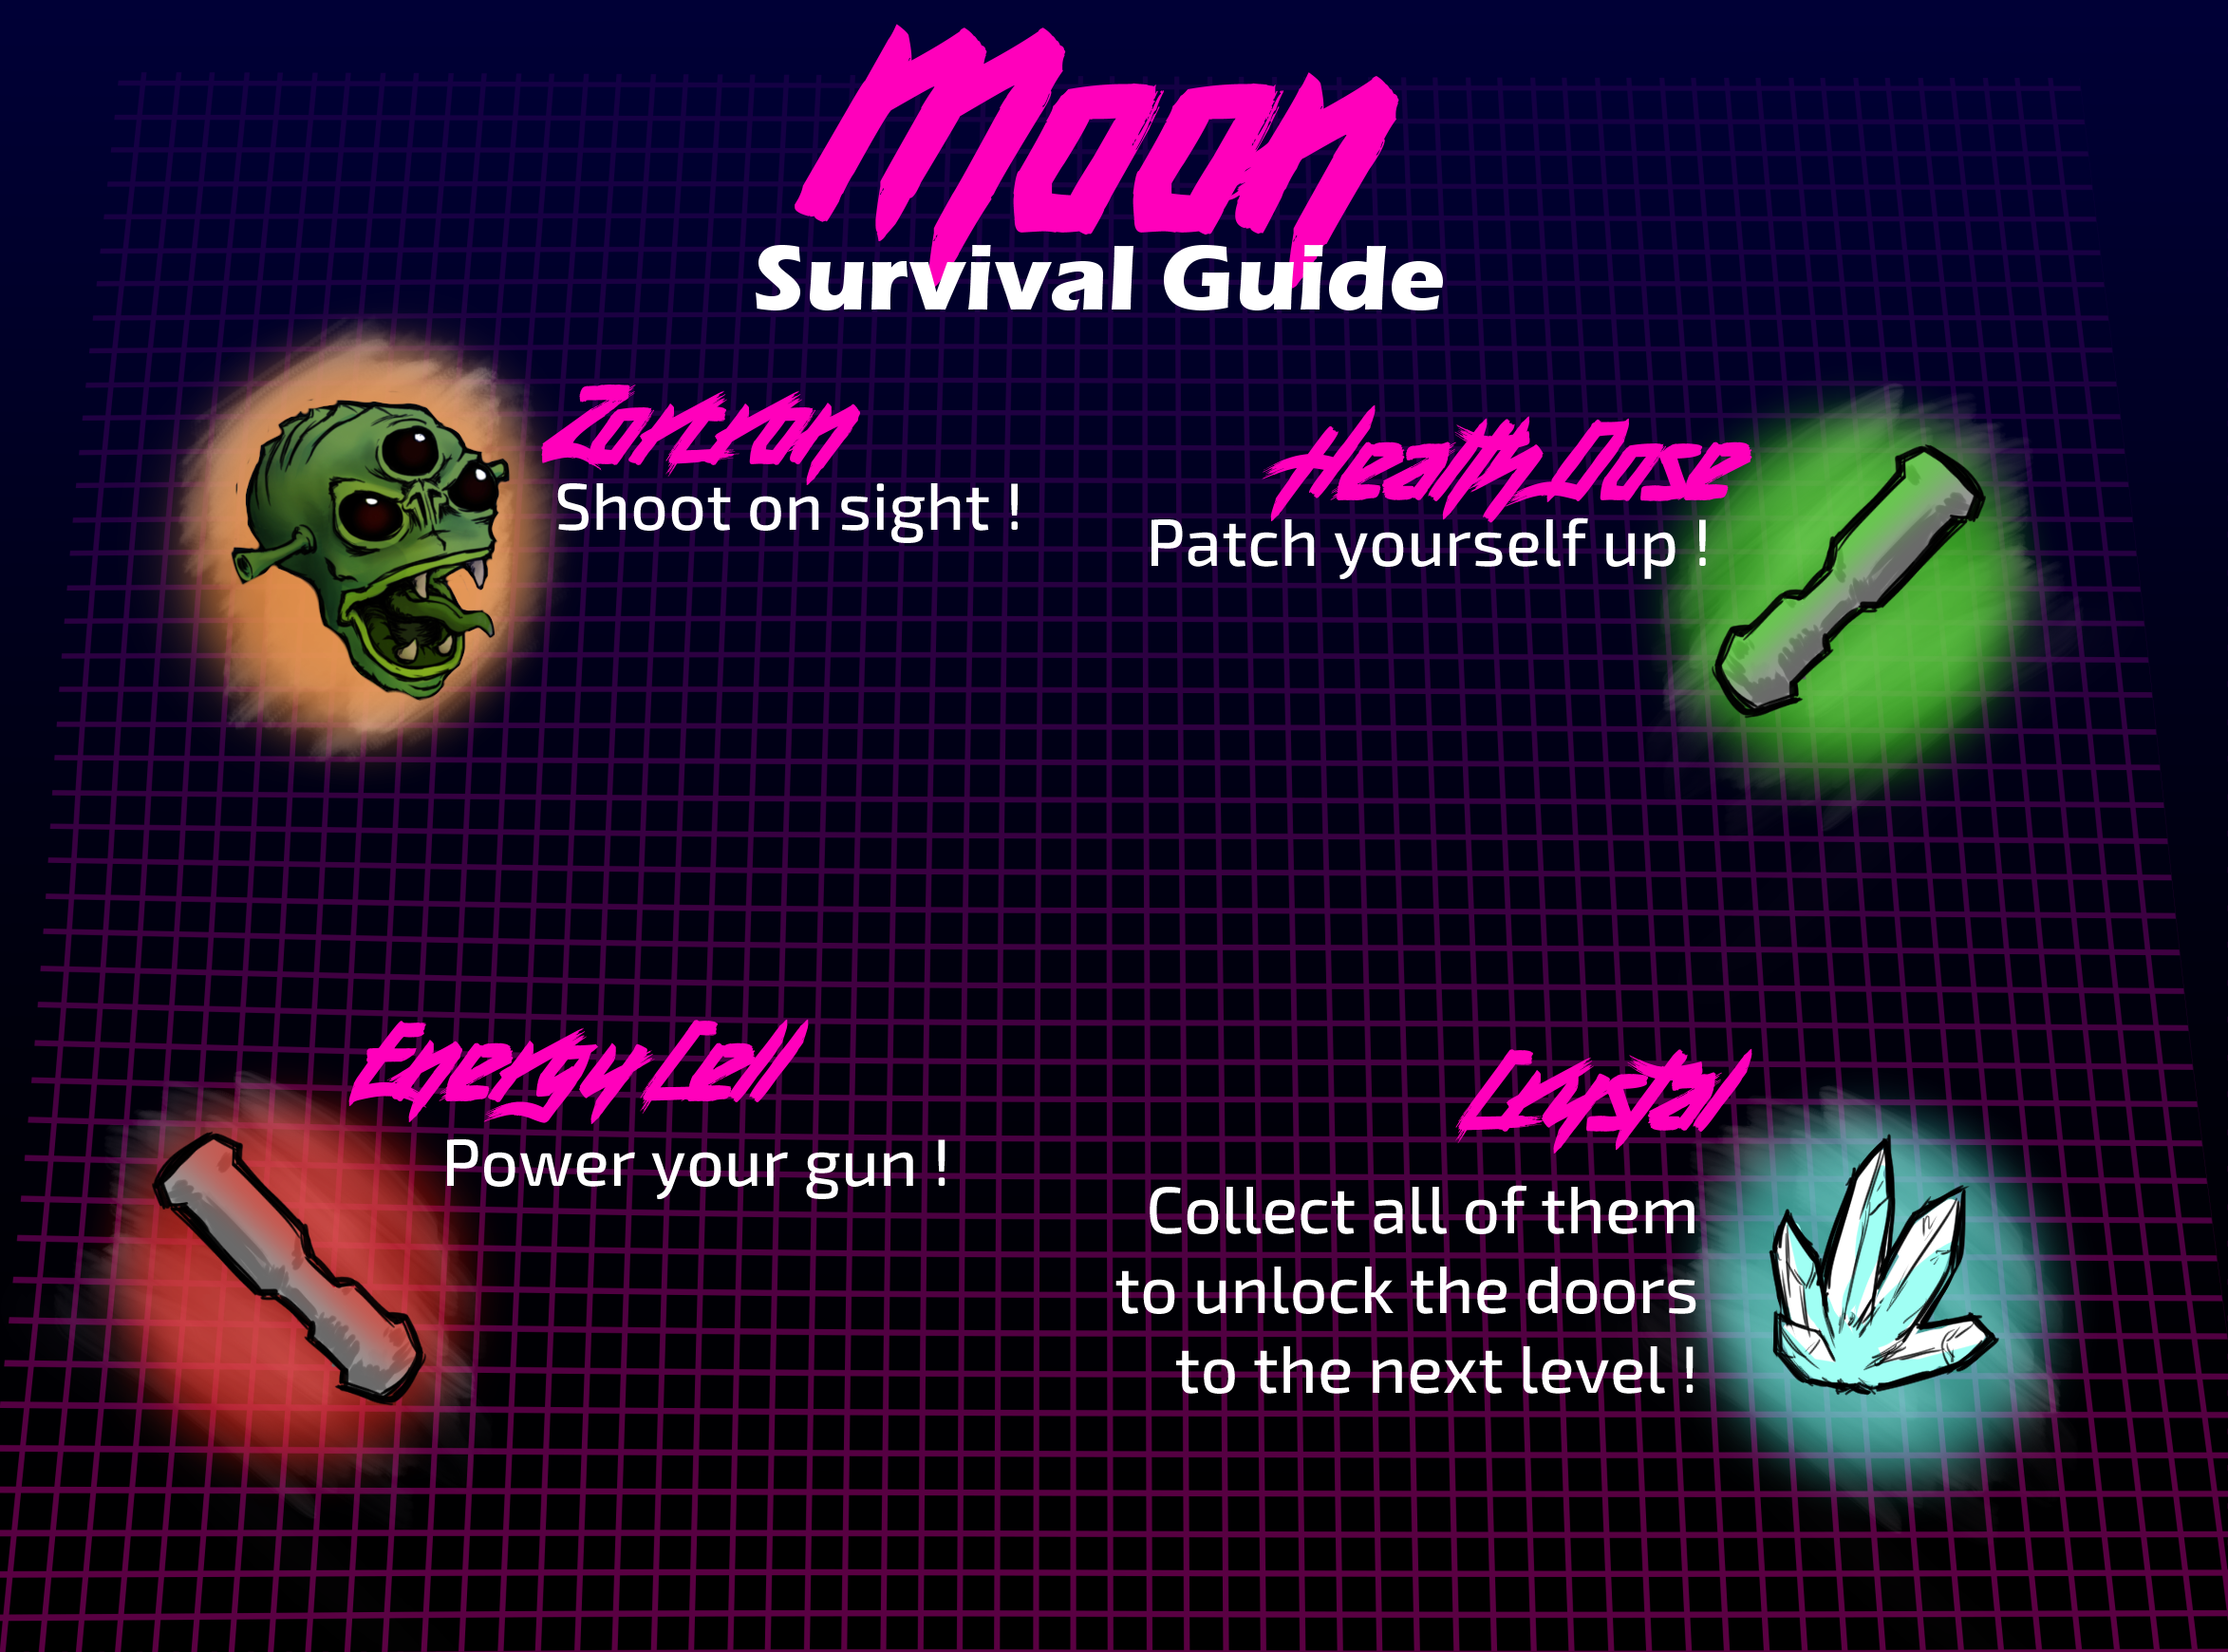 Moon
Survival Guide
Zortron
Shoot on sight !
Health Dose
Patch yourself up !
Energy Cell
Power your gun !
Crystal
Collect all of them
to unlock the doors
to the next level !